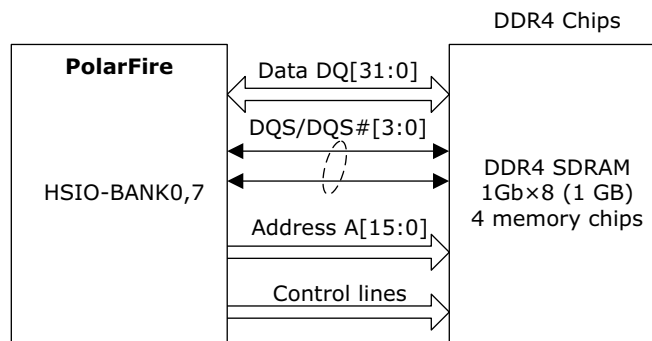 DDR4 Chips
PolarFire
HSIO-BANK0,7
Data DQ[31:0]
DQS/DQS#[3:0]
Address A[15:0]
Control lines
DDR4 SDRAM
1Gb×8 (1 GB)
4 memory chips